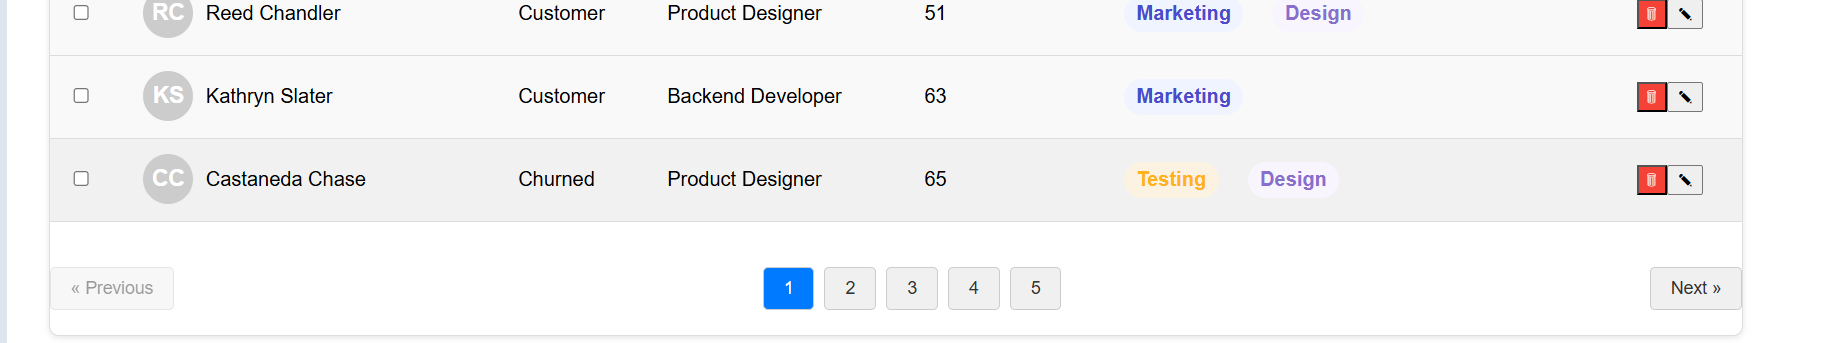 RC Reed Chandler Customer Product Designer 51 Marketing Design
KS Kathryn Slater Customer Backend Developer 63 Marketing
CC Castaneda Chase Churned Product Designer 65 Testing Design
« Previous 1 2 3 4 5 Next »